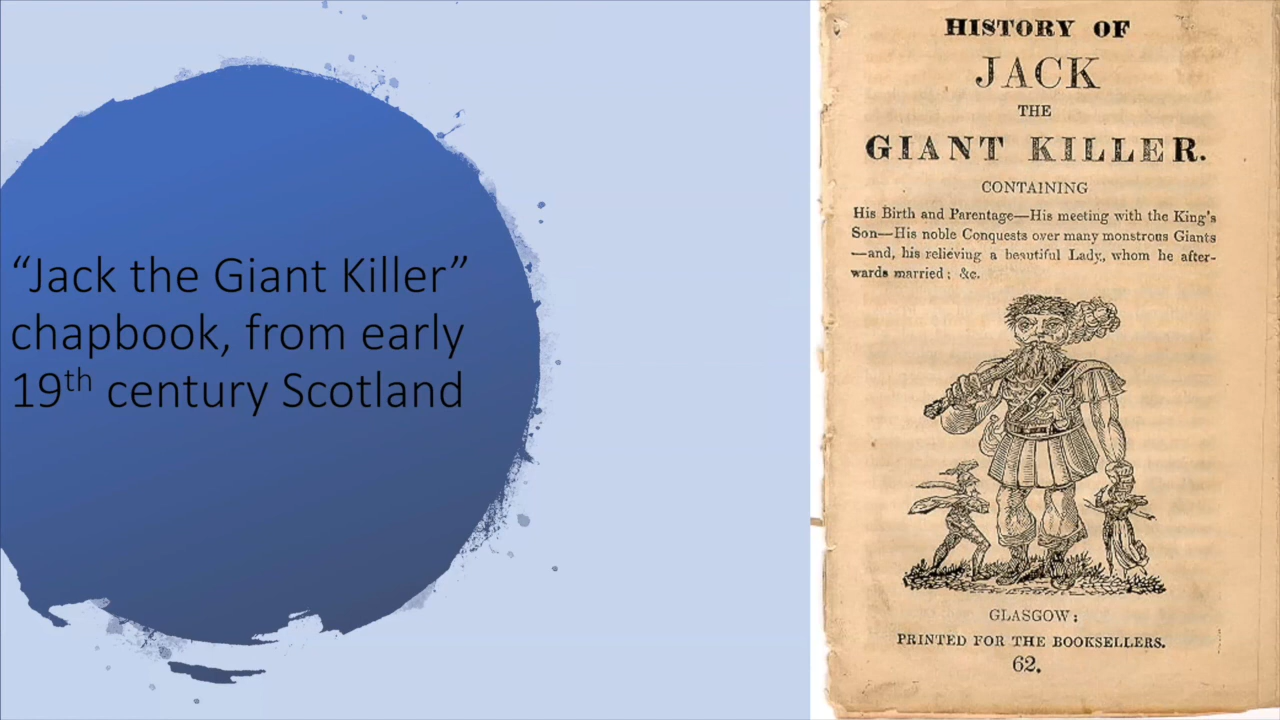 “Jack the Giant Killer”
chapbook, from early
19th century Scotland
HISTORY OF
JACK
THE
GIANT KILLER.
CONTAINING
His Birth and Parentage—His meeting with the King's
Son—His noble Conquests over many monstrous Giants
—and, his relieving a beautiful Lady, whom he after-
wards married; &c.
GLASGOW:
PRINTED FOR THE BOOKSELLERS.
62.